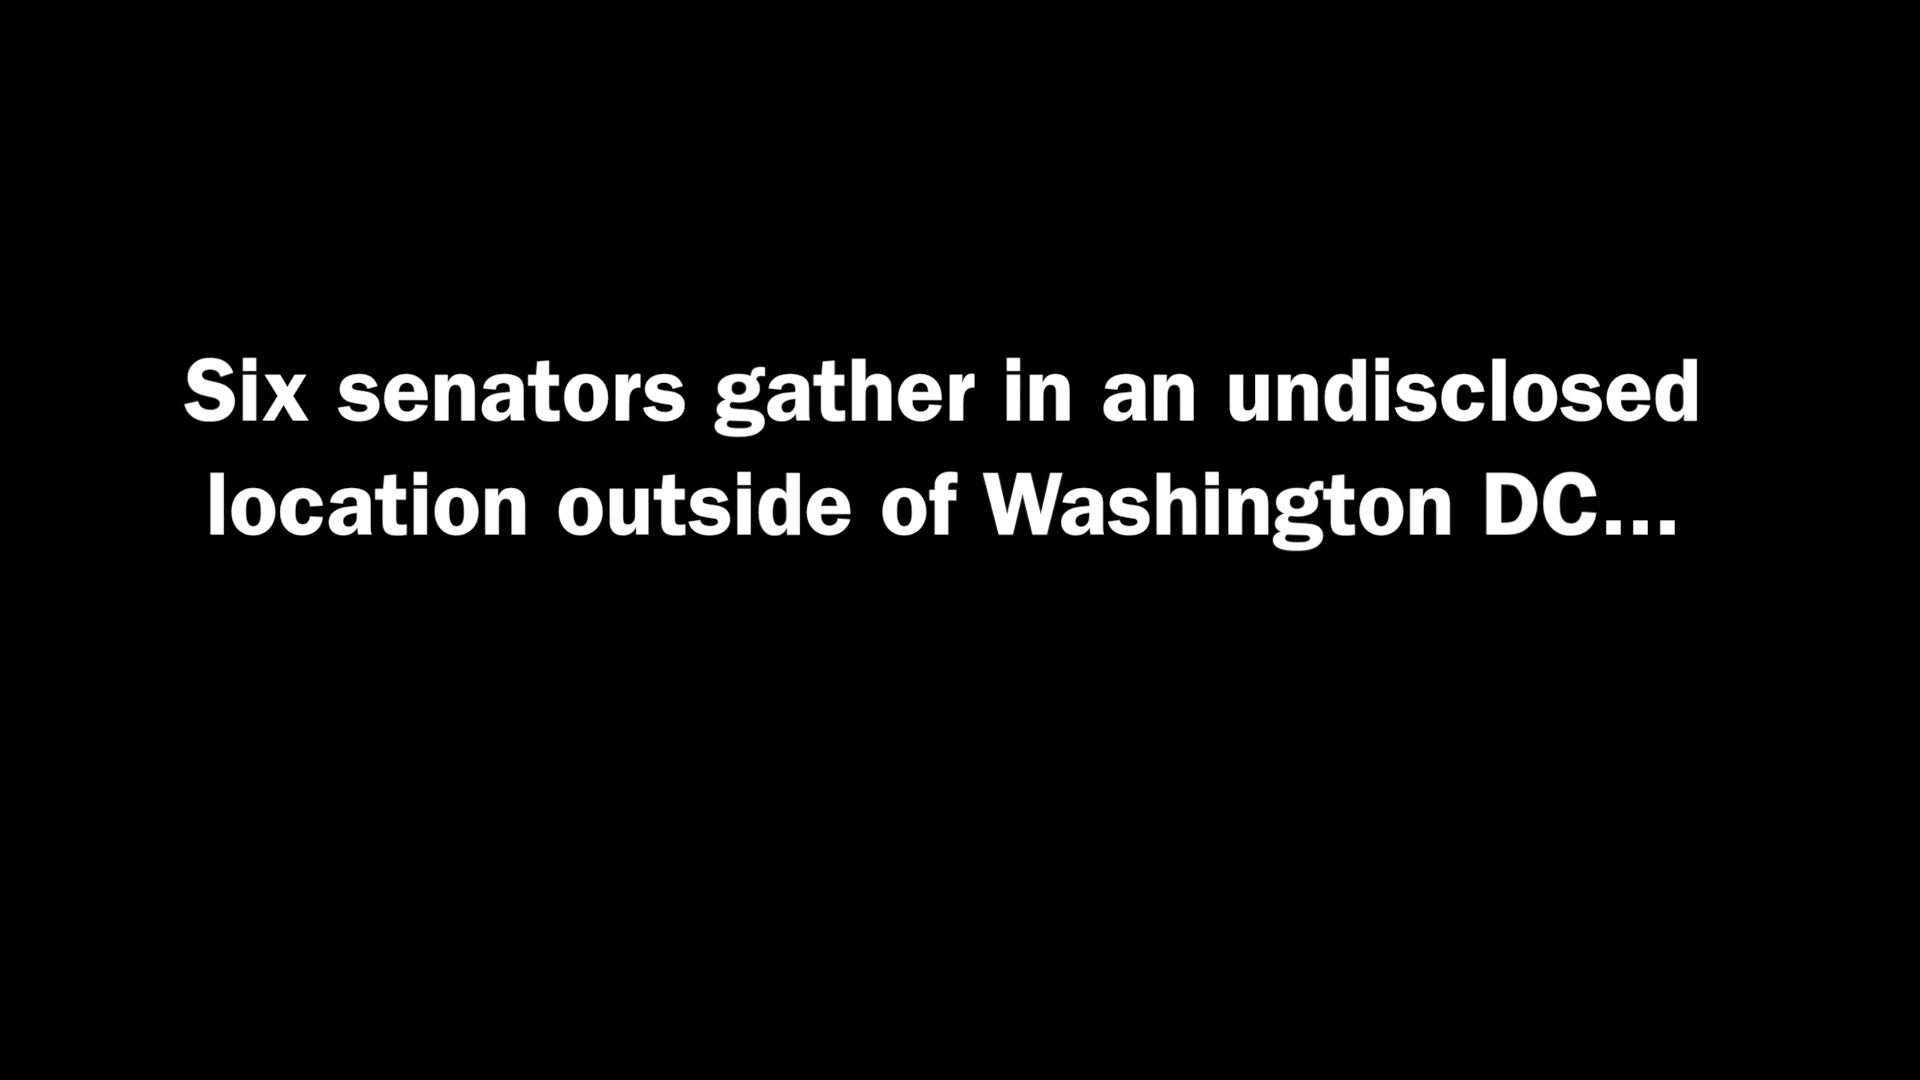 Six senators gather in an undisclosed
location outside of Washington DC...